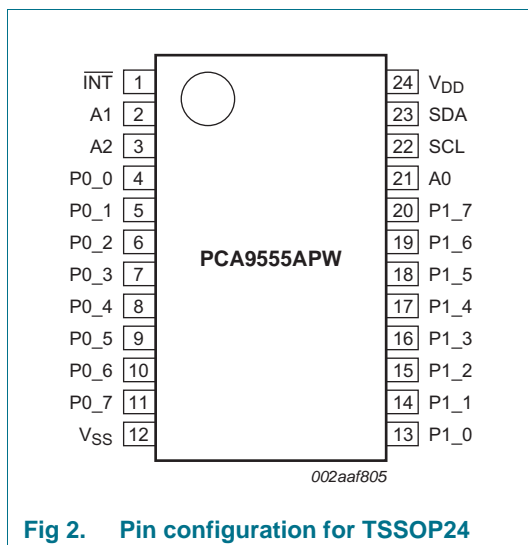 INT 1 24 VDD
A1 2 23 SDA
A2 3 22 SCL
P0_0 4 21 A0
P0_1 5 20 P1_7
P0_2 6 19 P1_6
P0_3 7 PCA9555APW 18 P1_5
P0_4 8 17 P1_4
P0_5 9 16 P1_3
P0_6 10 15 P1_2
P0_7 11 14 P1_1
VSS 12 13 P1_0
002aaf805
Fig 2. Pin configuration for TSSOP24